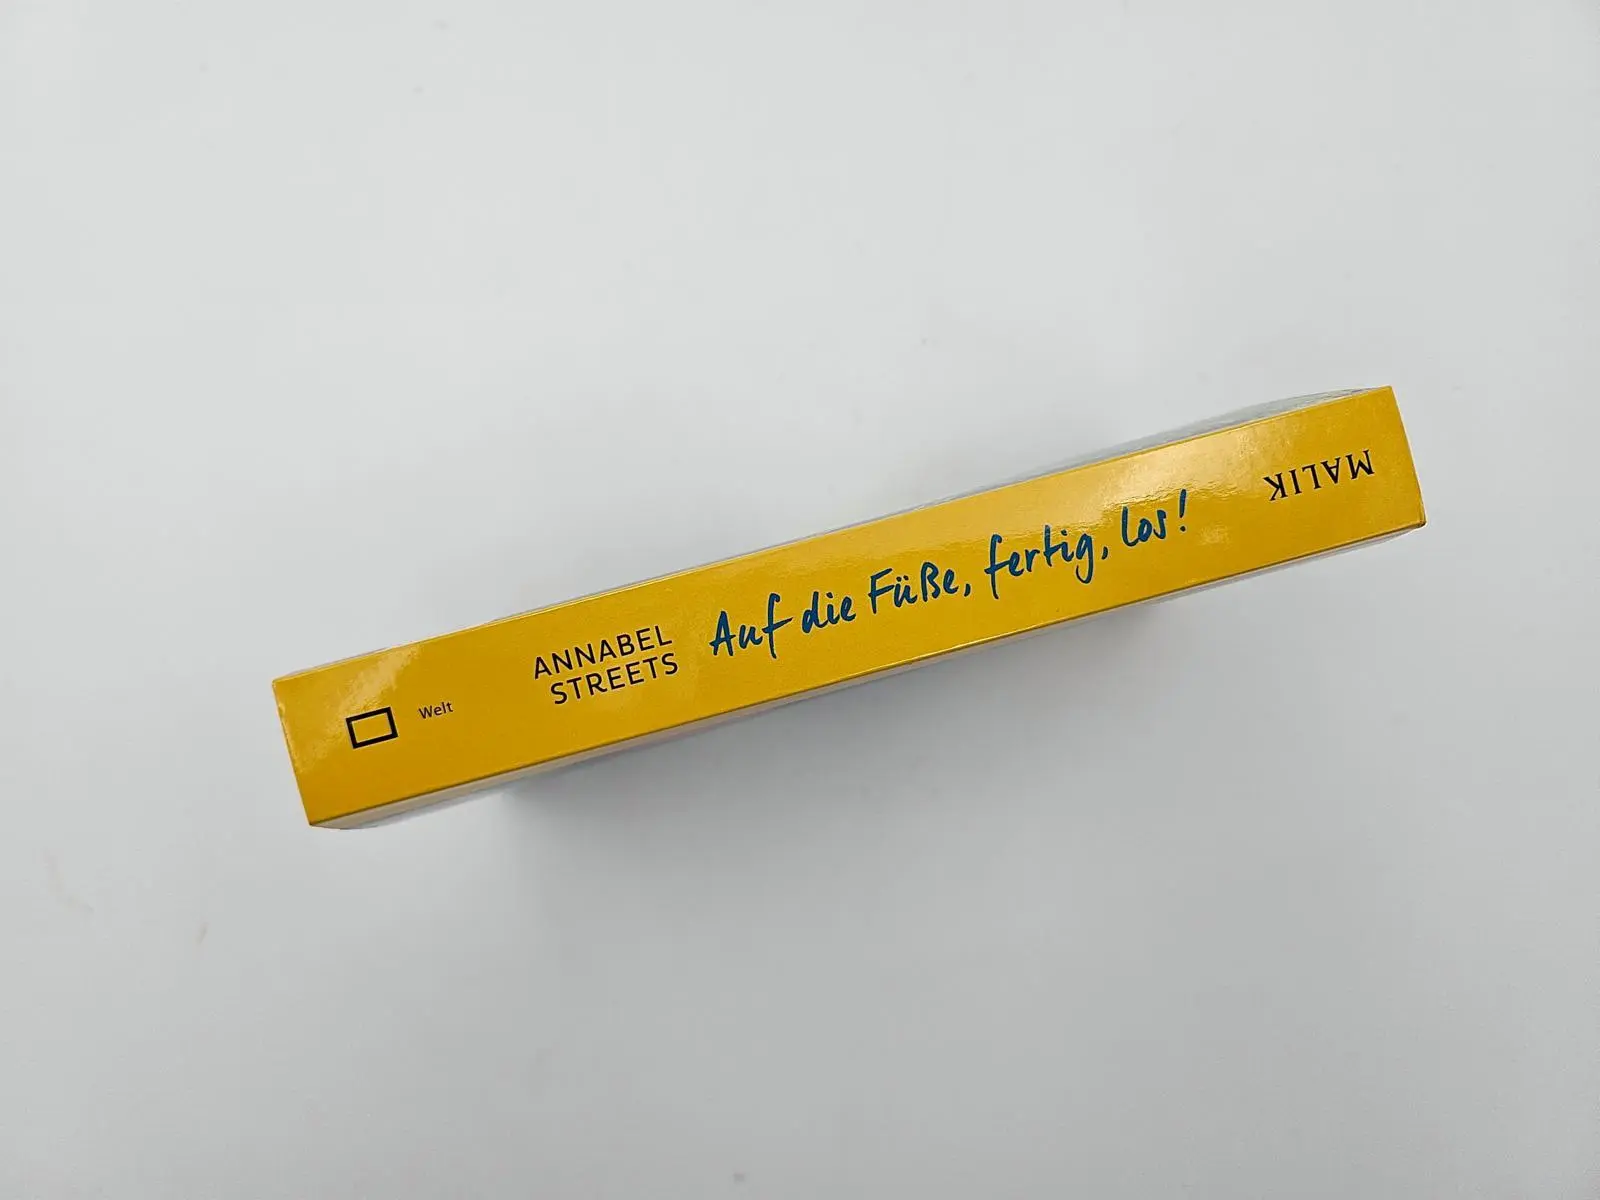 Welt
ANNABEL
STREETS
Auf die Füße, fertig, los!
MALIK